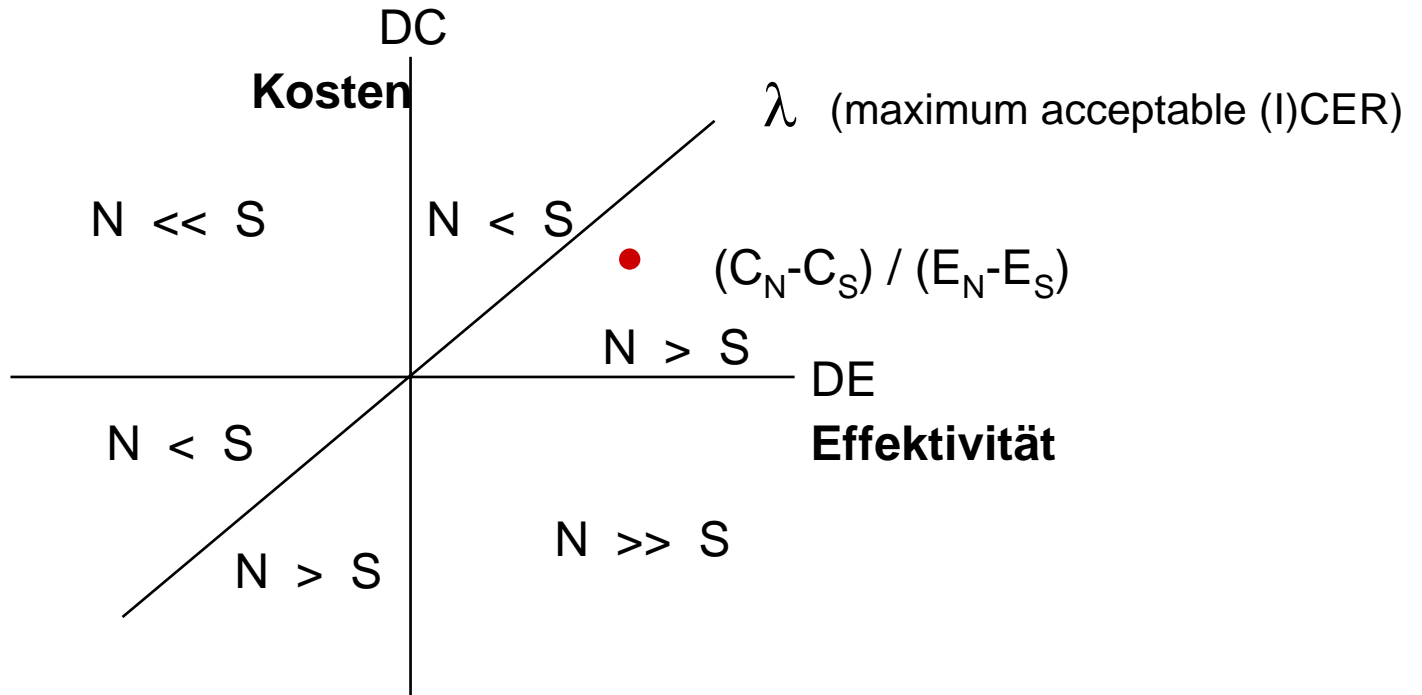 DC
Kosten
λ (maximum acceptable (I)CER)
N << S
N < S
(C_N-C_S) / (E_N-E_S)
N > S
DE
Effektivität
N < S
N >> S
N > S